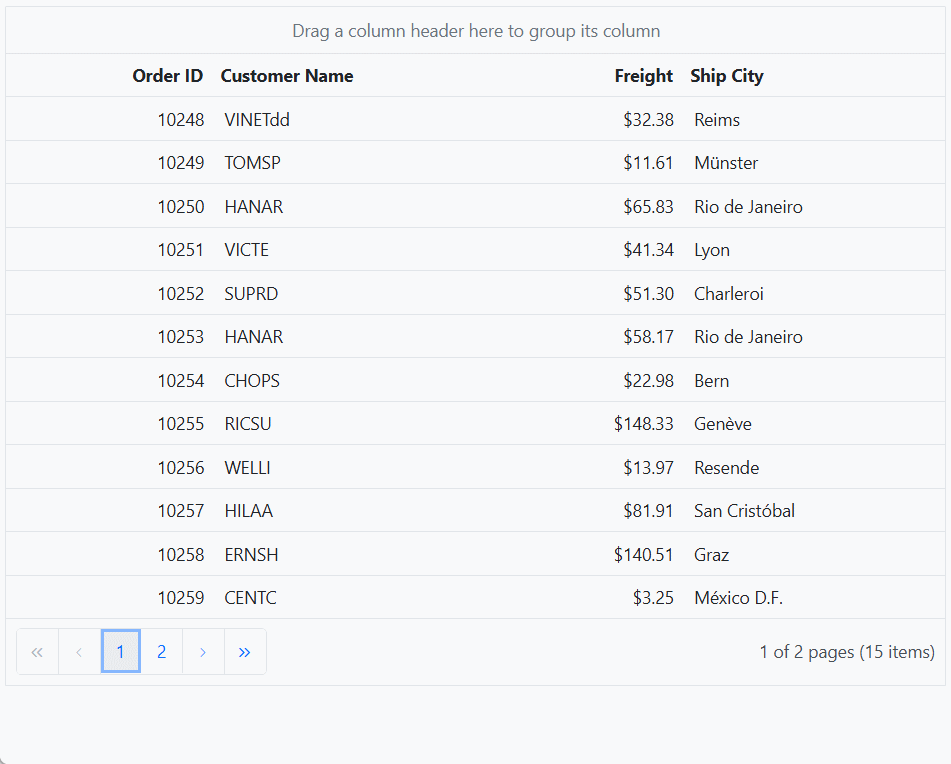 Drag a column header here to group its column
Order ID Customer Name Freight Ship City
10248 VINETdd $32.38 Reims
10249 TOMSP $11.61 Münster
10250 HANAR $65.83 Rio de Janeiro
10251 VICTE $41.34 Lyon
10252 SUPRD $51.30 Charleroi
10253 HANAR $58.17 Rio de Janeiro
10254 CHOPS $22.98 Bern
10255 RICSU $148.33 Genève
10256 WELLI $13.97 Resende
10257 HILAA $81.91 San Cristóbal
10258 ERNSH $140.51 Graz
10259 CENTC $3.25 México D.F.
« ‹ 1 2 › » 1 of 2 pages (15 items)